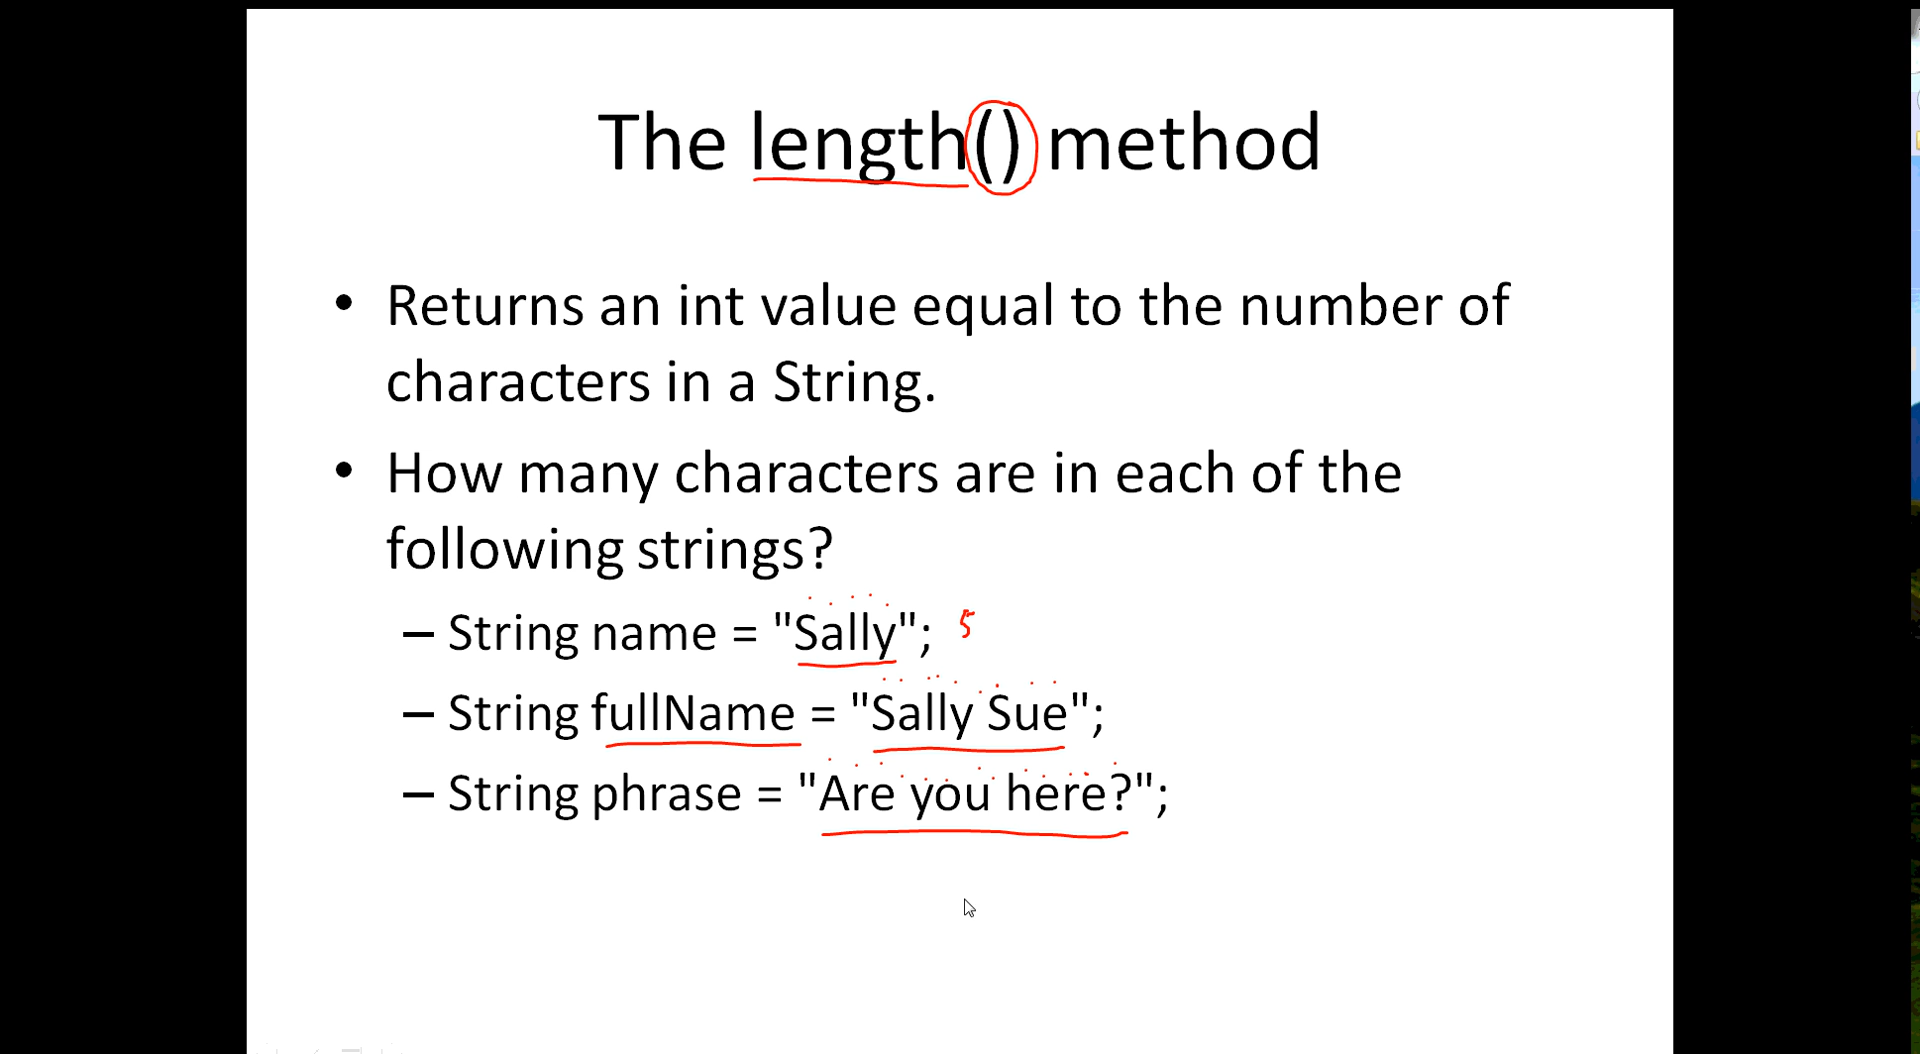 The length() method
• Returns an int value equal to the number of
characters in a String.
• How many characters are in each of the
following strings?
– String name = "Sally"; 5
– String fullName = "Sally Sue";
– String phrase = "Are you here?";